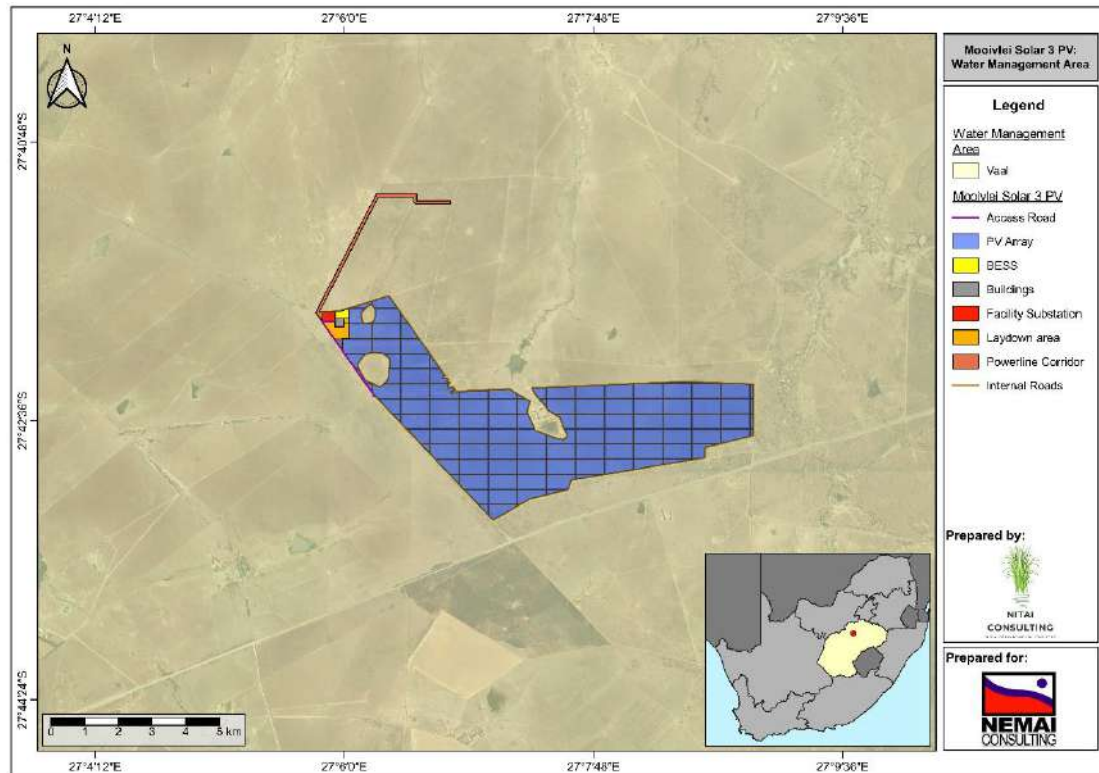 27°4'12"E
27°6'0"E
27°7'48"E
27°9'36"E
27°40'48"S
27°42'36"S
27°44'24"S
N
0 1 2 3 4 5 km
27°4'12"E
27°6'0"E
27°7'48"E
27°9'36"E
Mooivlei Solar 3 PV:
Water Management Area
Legend
Water Management
Area
Vaal
Mooivlei Solar 3 PV
Access Road
PV Array
BESS
Buildings
Facility Substation
Laydown area
Powerline Corridor
Internal Roads
Prepared by:
NITAI
CONSULTING
Prepared for:
NEMAI
CONSULTING